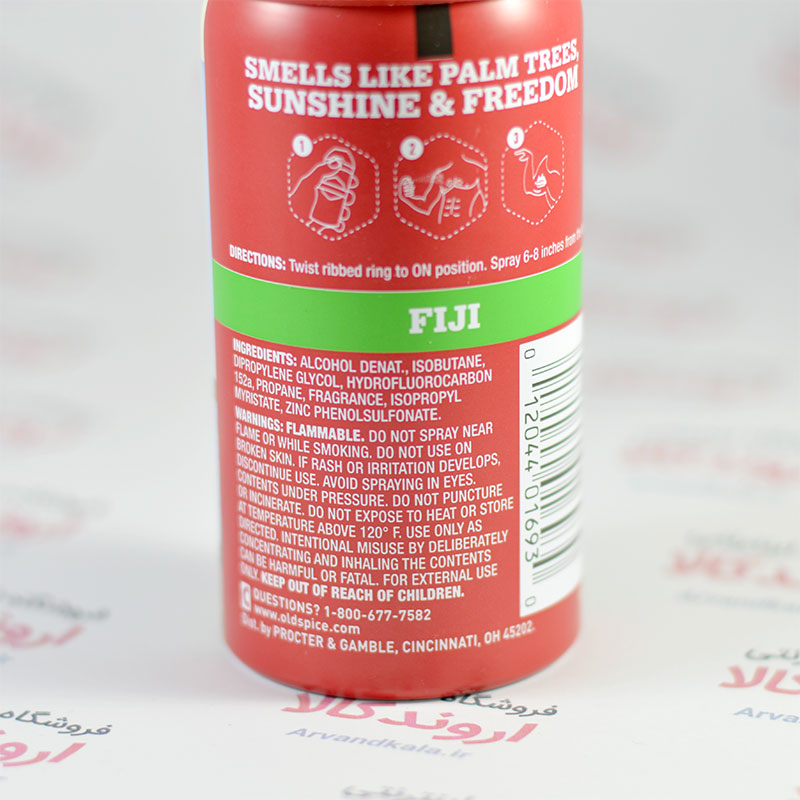 SMELLS LIKE PALM TREES,
SUNSHINE & FREEDOM
1 2 3
DIRECTIONS: Twist ribbed ring to ON position. Spray 6-8 inches from the
FIJI
INGREDIENTS: ALCOHOL DENAT., ISOBUTANE,
DIPROPYLENE GLYCOL, HYDROFLUOROCARBON
152a, PROPANE, FRAGRANCE, ISOPROPYL
MYRISTATE, ZINC PHENOLSULFONATE.
WARNINGS: FLAMMABLE. DO NOT SPRAY NEAR
FLAME OR WHILE SMOKING. DO NOT USE ON
BROKEN SKIN. IF RASH OR IRRITATION DEVELOPS,
DISCONTINUE USE. AVOID SPRAYING IN EYES.
CONTENTS UNDER PRESSURE. DO NOT PUNCTURE
OR INCINERATE. DO NOT EXPOSE TO HEAT OR STORE
AT TEMPERATURE ABOVE 120° F. USE ONLY AS
DIRECTED. INTENTIONAL MISUSE BY DELIBERATELY
CONCENTRATING AND INHALING THE CONTENTS
CAN BE HARMFUL OR FATAL. FOR EXTERNAL USE
ONLY. KEEP OUT OF REACH OF CHILDREN.
QUESTIONS? 1-800-677-7582
www.oldspice.com
Dist. by PROCTER & GAMBLE, CINCINNATI, OH 45202.
0 12044 01693 0
فروشگاه
اروند کالا
Arvandkala.ir